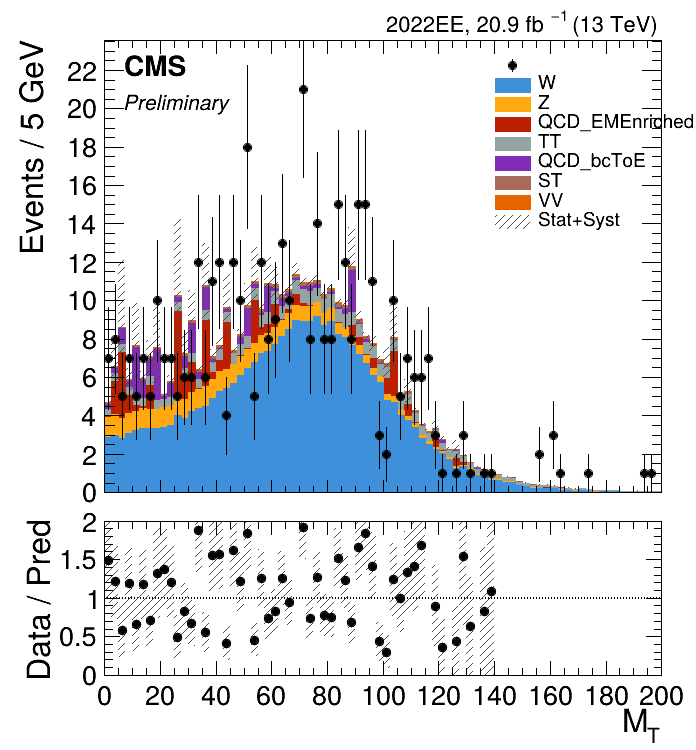 2022EE, 20.9 fb⁻¹ (13 TeV)
CMS
Preliminary
W
Z
QCD_EMEnriched
TT
QCD_bcToE
ST
VV
Stat+Syst
Events / 5 GeV
22
20
18
16
14
12
10
8
6
4
2
0
Data / Pred
2
1.5
1
0.5
0
0 20 40 60 80 100 120 140 160 180 200
M_T